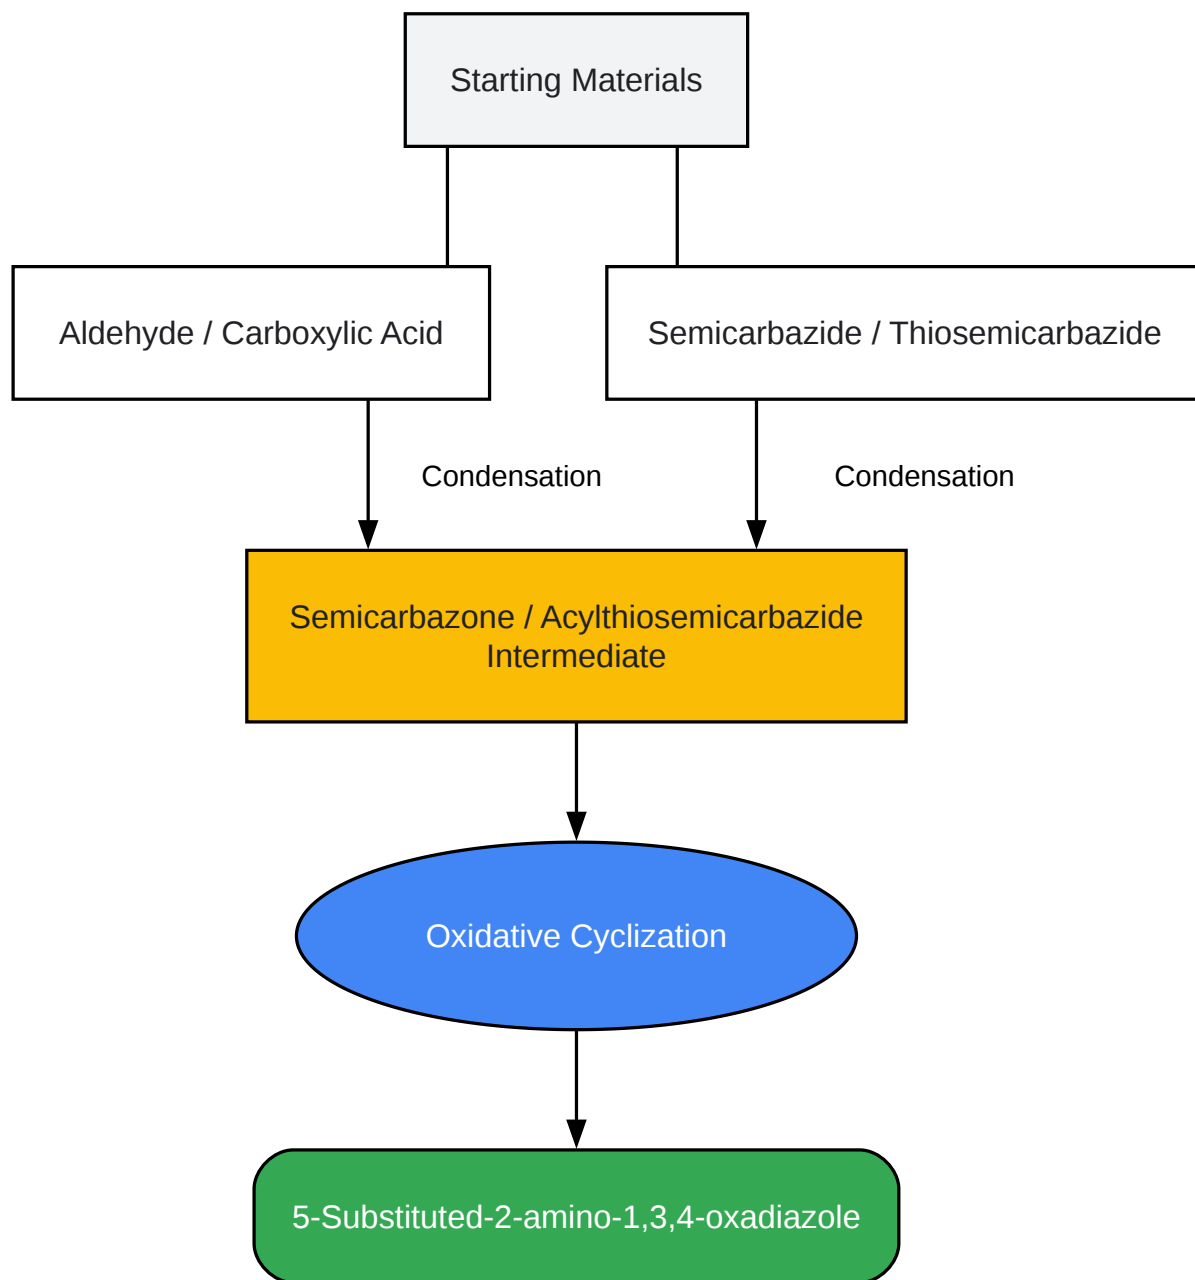 Starting Materials
Aldehyde / Carboxylic Acid
Semicarbazide / Thiosemicarbazide
Condensation
Condensation
Semicarbazone / Acylthiosemicarbazide
Intermediate
Oxidative Cyclization
5-Substituted-2-amino-1,3,4-oxadiazole